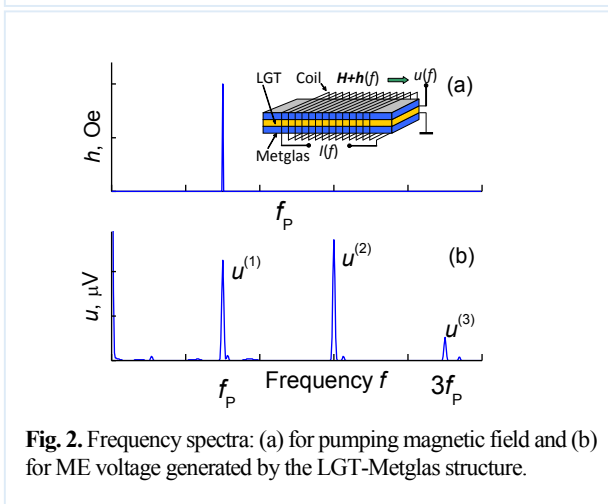 LGT Coil H+h(f) u(f) (a)
h, Oe
Metglas I(f)
fP
u, μV
u(1) u(2) (b)
u(3)
fP Frequency f 3fP
Fig. 2. Frequency spectra: (a) for pumping magnetic field and (b)
for ME voltage generated by the LGT-Metglas structure.